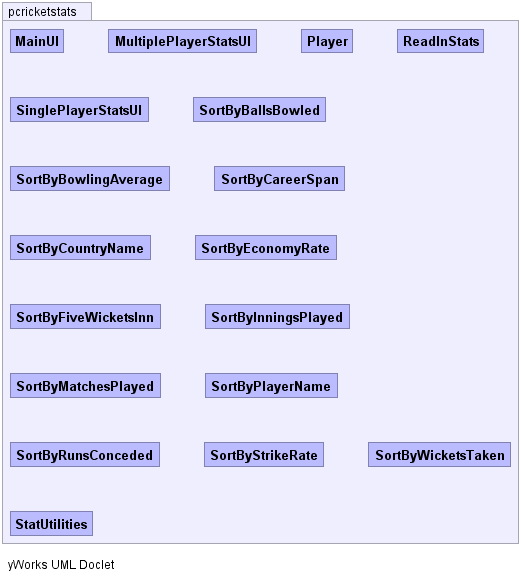 pcricketstats
MainUI MultiplePlayerStatsUI Player ReadInStats
SinglePlayerStatsUI SortByBallsBowled
SortByBowlingAverage SortByCareerSpan
SortByCountryName SortByEconomyRate
SortByFiveWicketsInn SortByInningsPlayed
SortByMatchesPlayed SortByPlayerName
SortByRunsConceded SortByStrikeRate SortByWicketsTaken
StatUtilities
yWorks UML Doclet